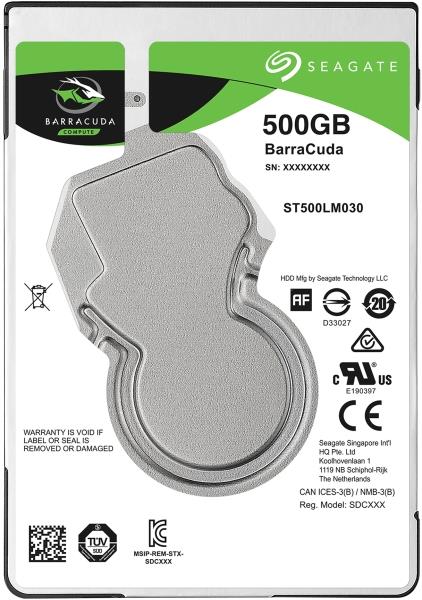 SEAGATE
BARRACUDA
COMPUTE
500GB
BarraCuda
SN: XXXXXXXX
ST500LM030
HDD Mfg by Seagate Technology LLC
AF
20
D33027
c RU US
E190397
CE
WARRANTY IS VOID IF
LABEL OR SEAL IS
REMOVED OR DAMAGED
Seagate Singapore Int'l
HQ Pte. Ltd
Koolhovenlaan 1
1119 NB Schiphol-Rijk
The Netherlands
CAN ICES-3(B) / NMB-3(B)
Reg. Model: SDCXXX
TÜV
SÜD
MSIP-REM-STX-
SDCXXX